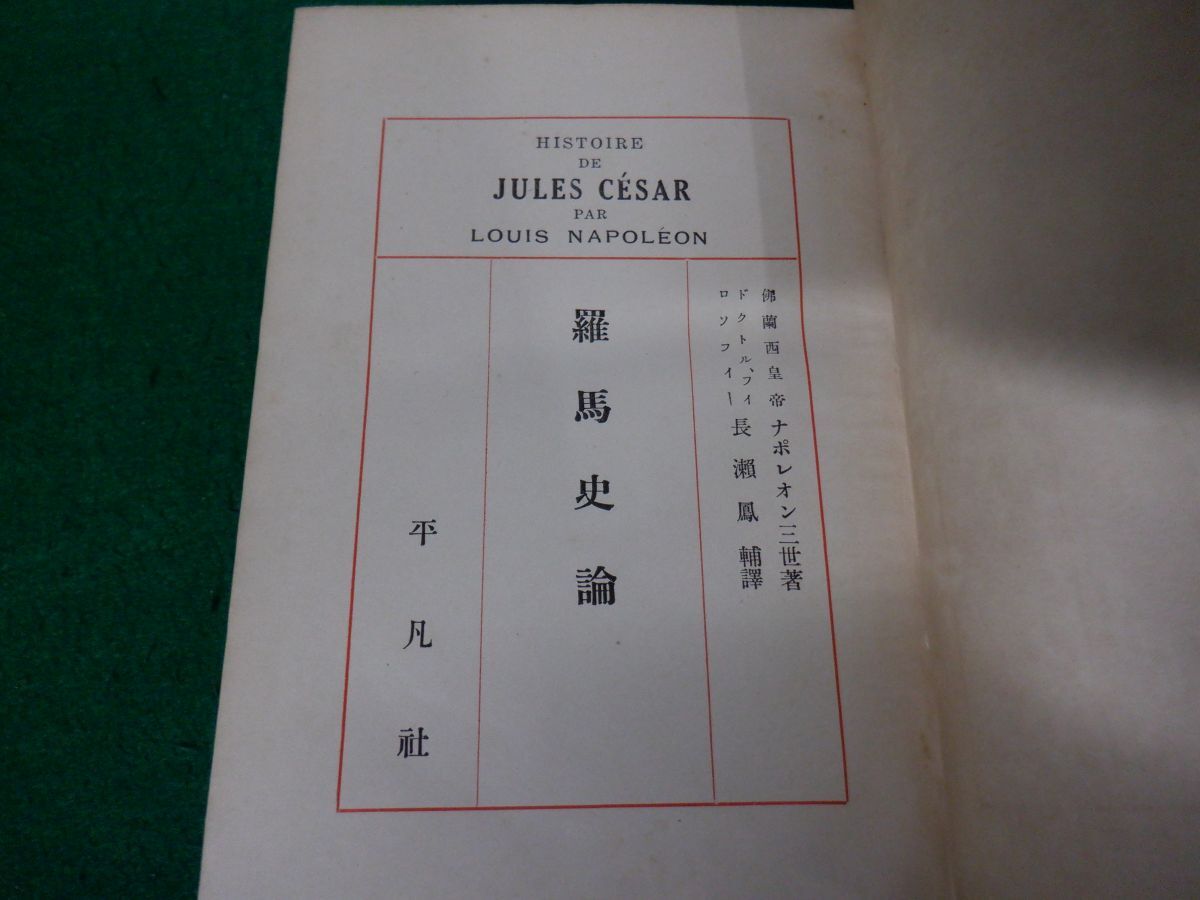 HISTOIRE
DE
JULES CÉSAR
PAR
LOUIS NAPOLÉON
佛蘭西皇帝ナポレオン三世著
ドクトル、フィ
ロソフイー長瀨鳳輔譯
羅馬史論
平凡社